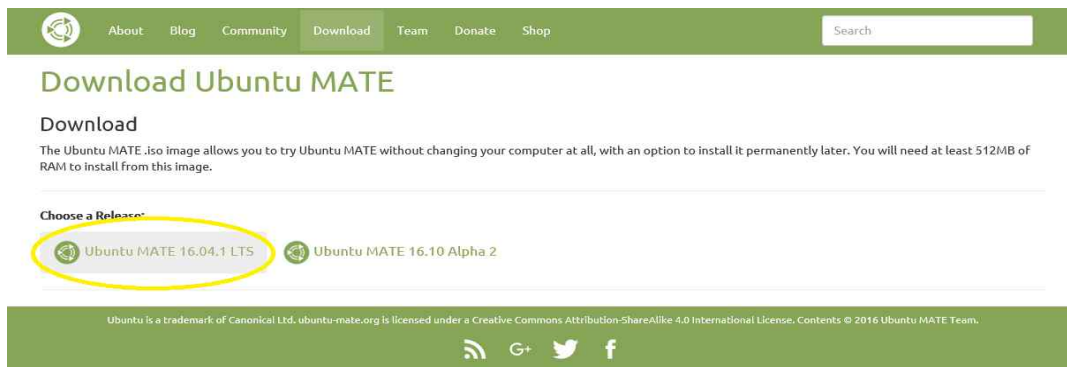 About Blog Community Download Team Donate Shop Search
Download Ubuntu MATE
Download
The Ubuntu MATE .iso image allows you to try Ubuntu MATE without changing your computer at all, with an option to install it permanently later. You will need at least 512MB of
RAM to install from this image.
Choose a Release:
Ubuntu MATE 16.04.1 LTS Ubuntu MATE 16.10 Alpha 2
Ubuntu is a trademark of Canonical Ltd. ubuntu-mate.org is licensed under a Creative Commons Attribution-ShareAlike 4.0 International License. Contents © 2016 Ubuntu MATE Team.
G+ f